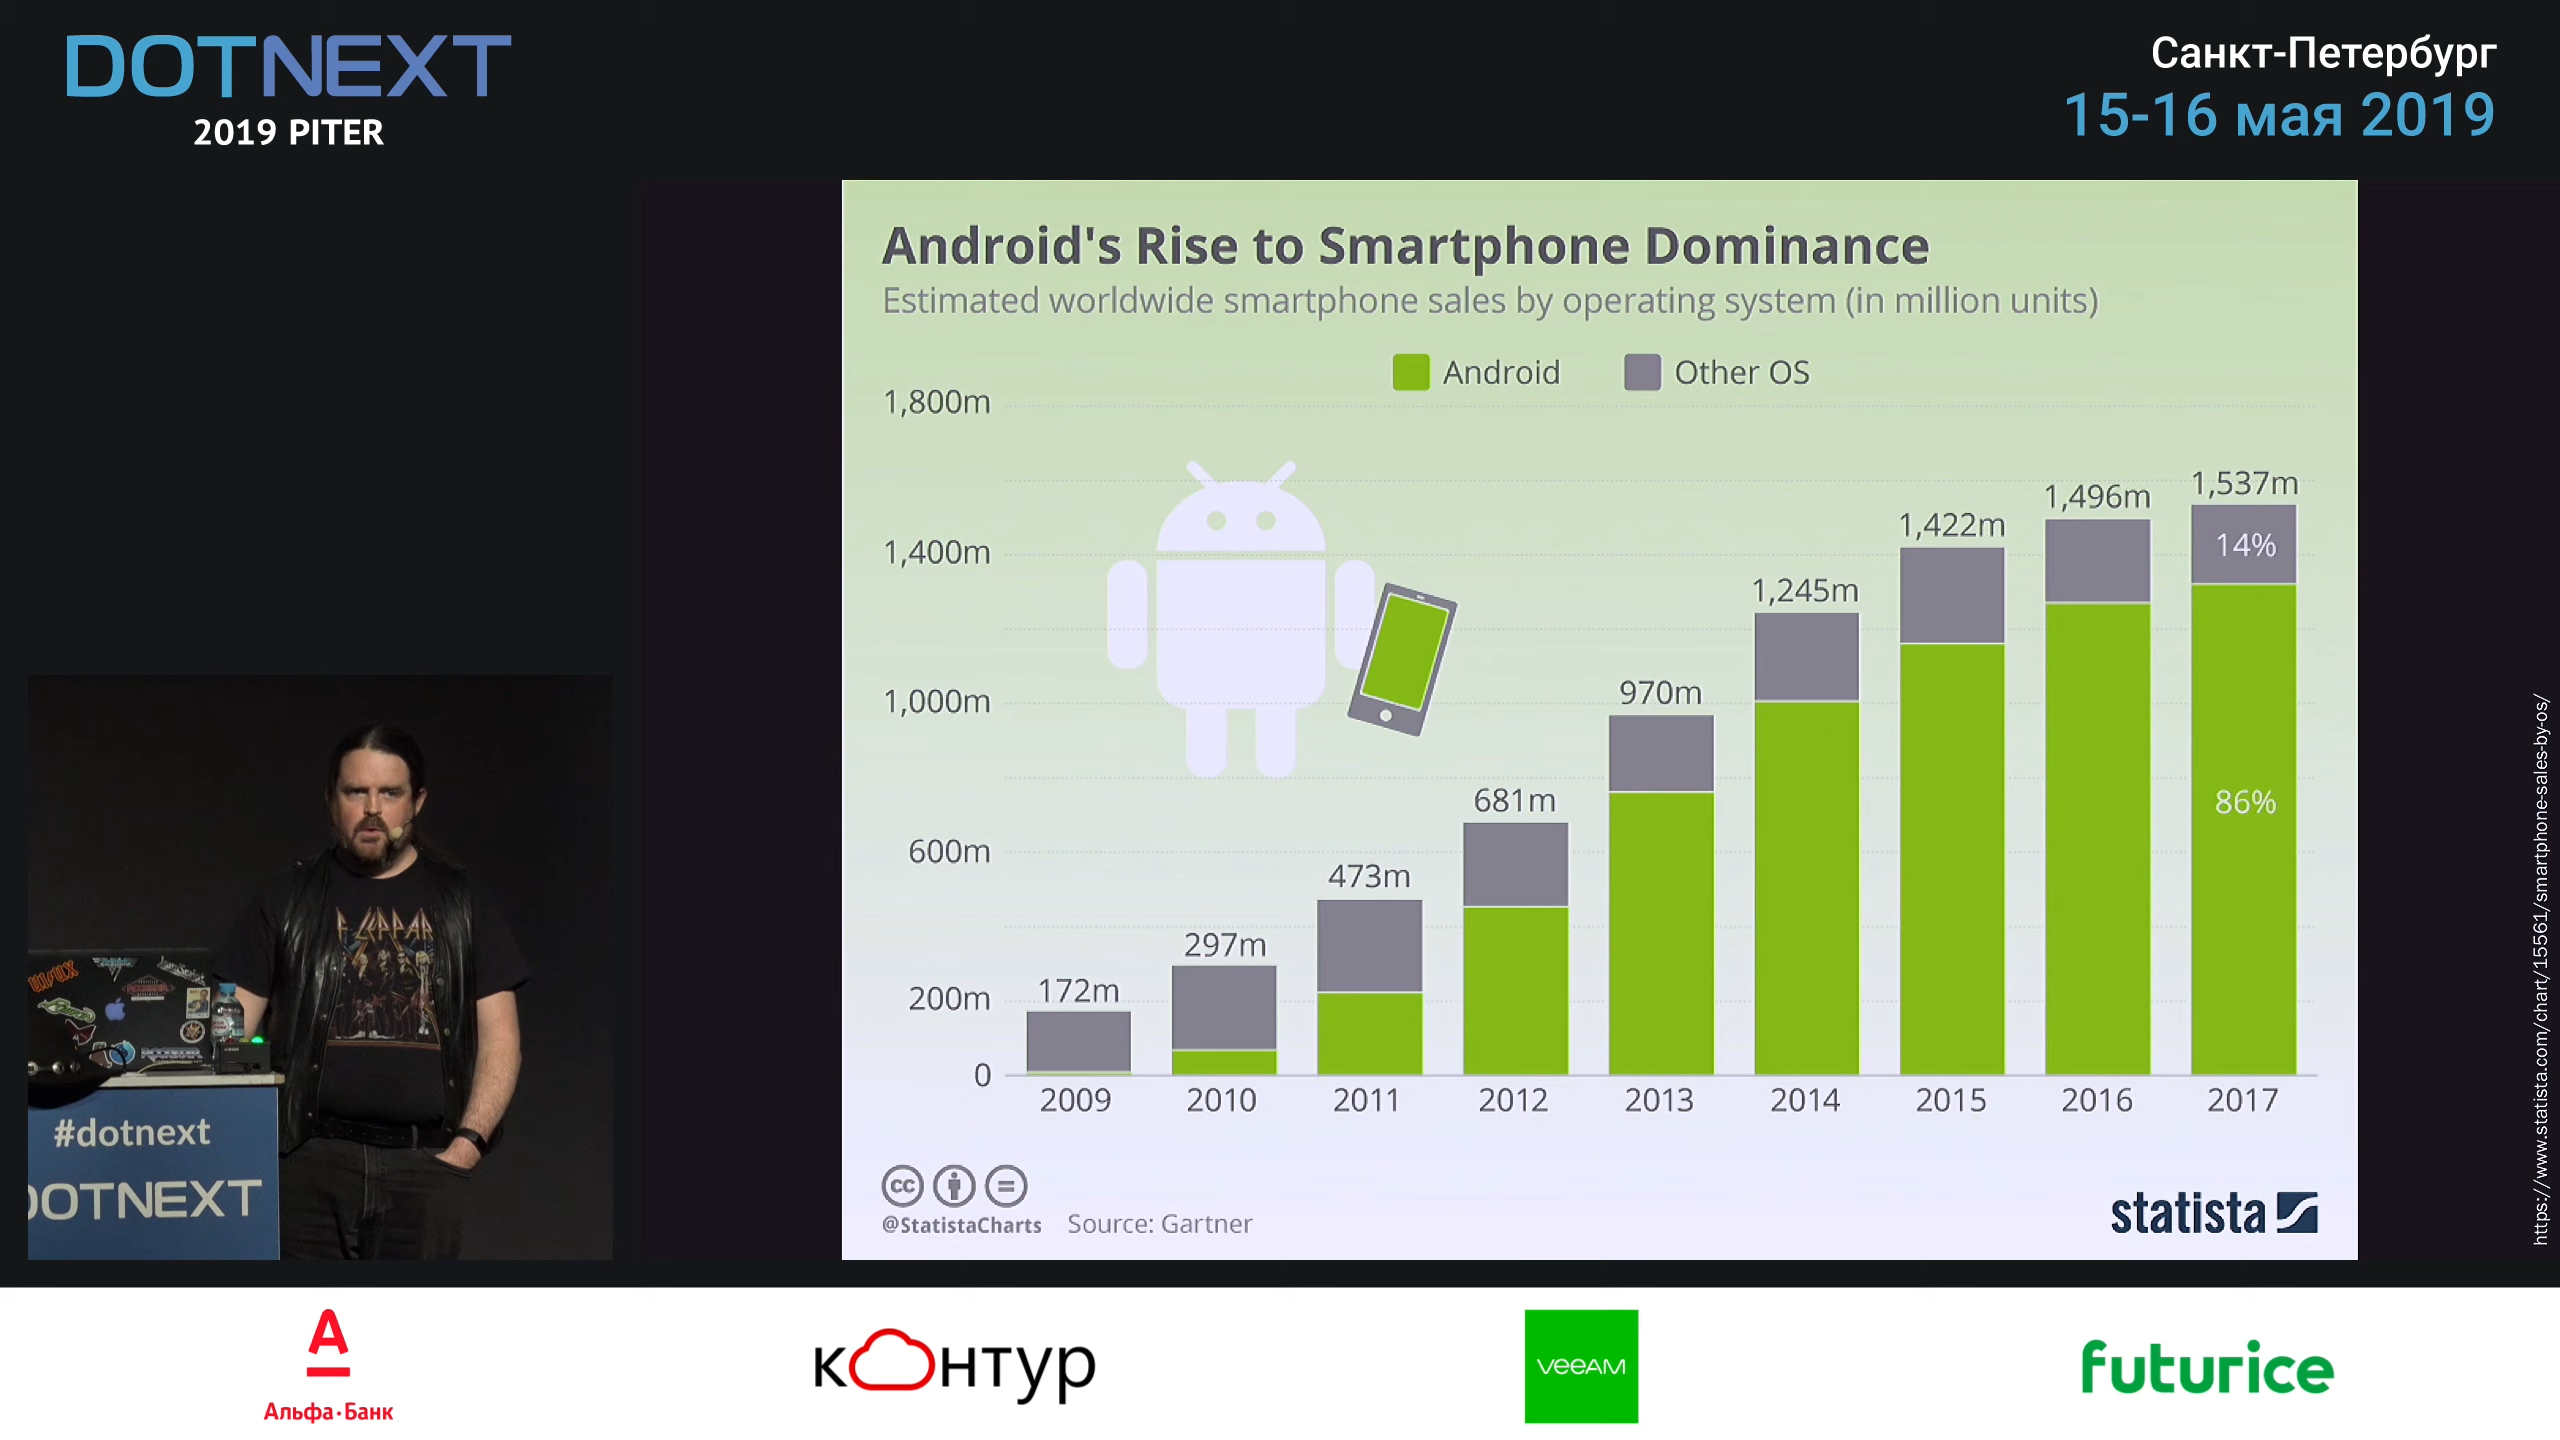 DOTNEXT
2019 PITER
Санкт-Петербург
15-16 мая 2019
Android's Rise to Smartphone Dominance
Estimated worldwide smartphone sales by operating system (in million units)
Android
Other OS
1,800m
1,400m
1,000m
600m
200m
0
172m
297m
473m
681m
970m
1,245m
1,422m
1,496m
1,537m
14%
86%
2009
2010
2011
2012
2013
2014
2015
2016
2017
cc
@StatistaCharts Source: Gartner
statista
https://www.statista.com/chart/15561/smartphone-sales-by-os/
#dotnext
DOTNEXT
Альфа·Банк
контур
veeAM
futurice